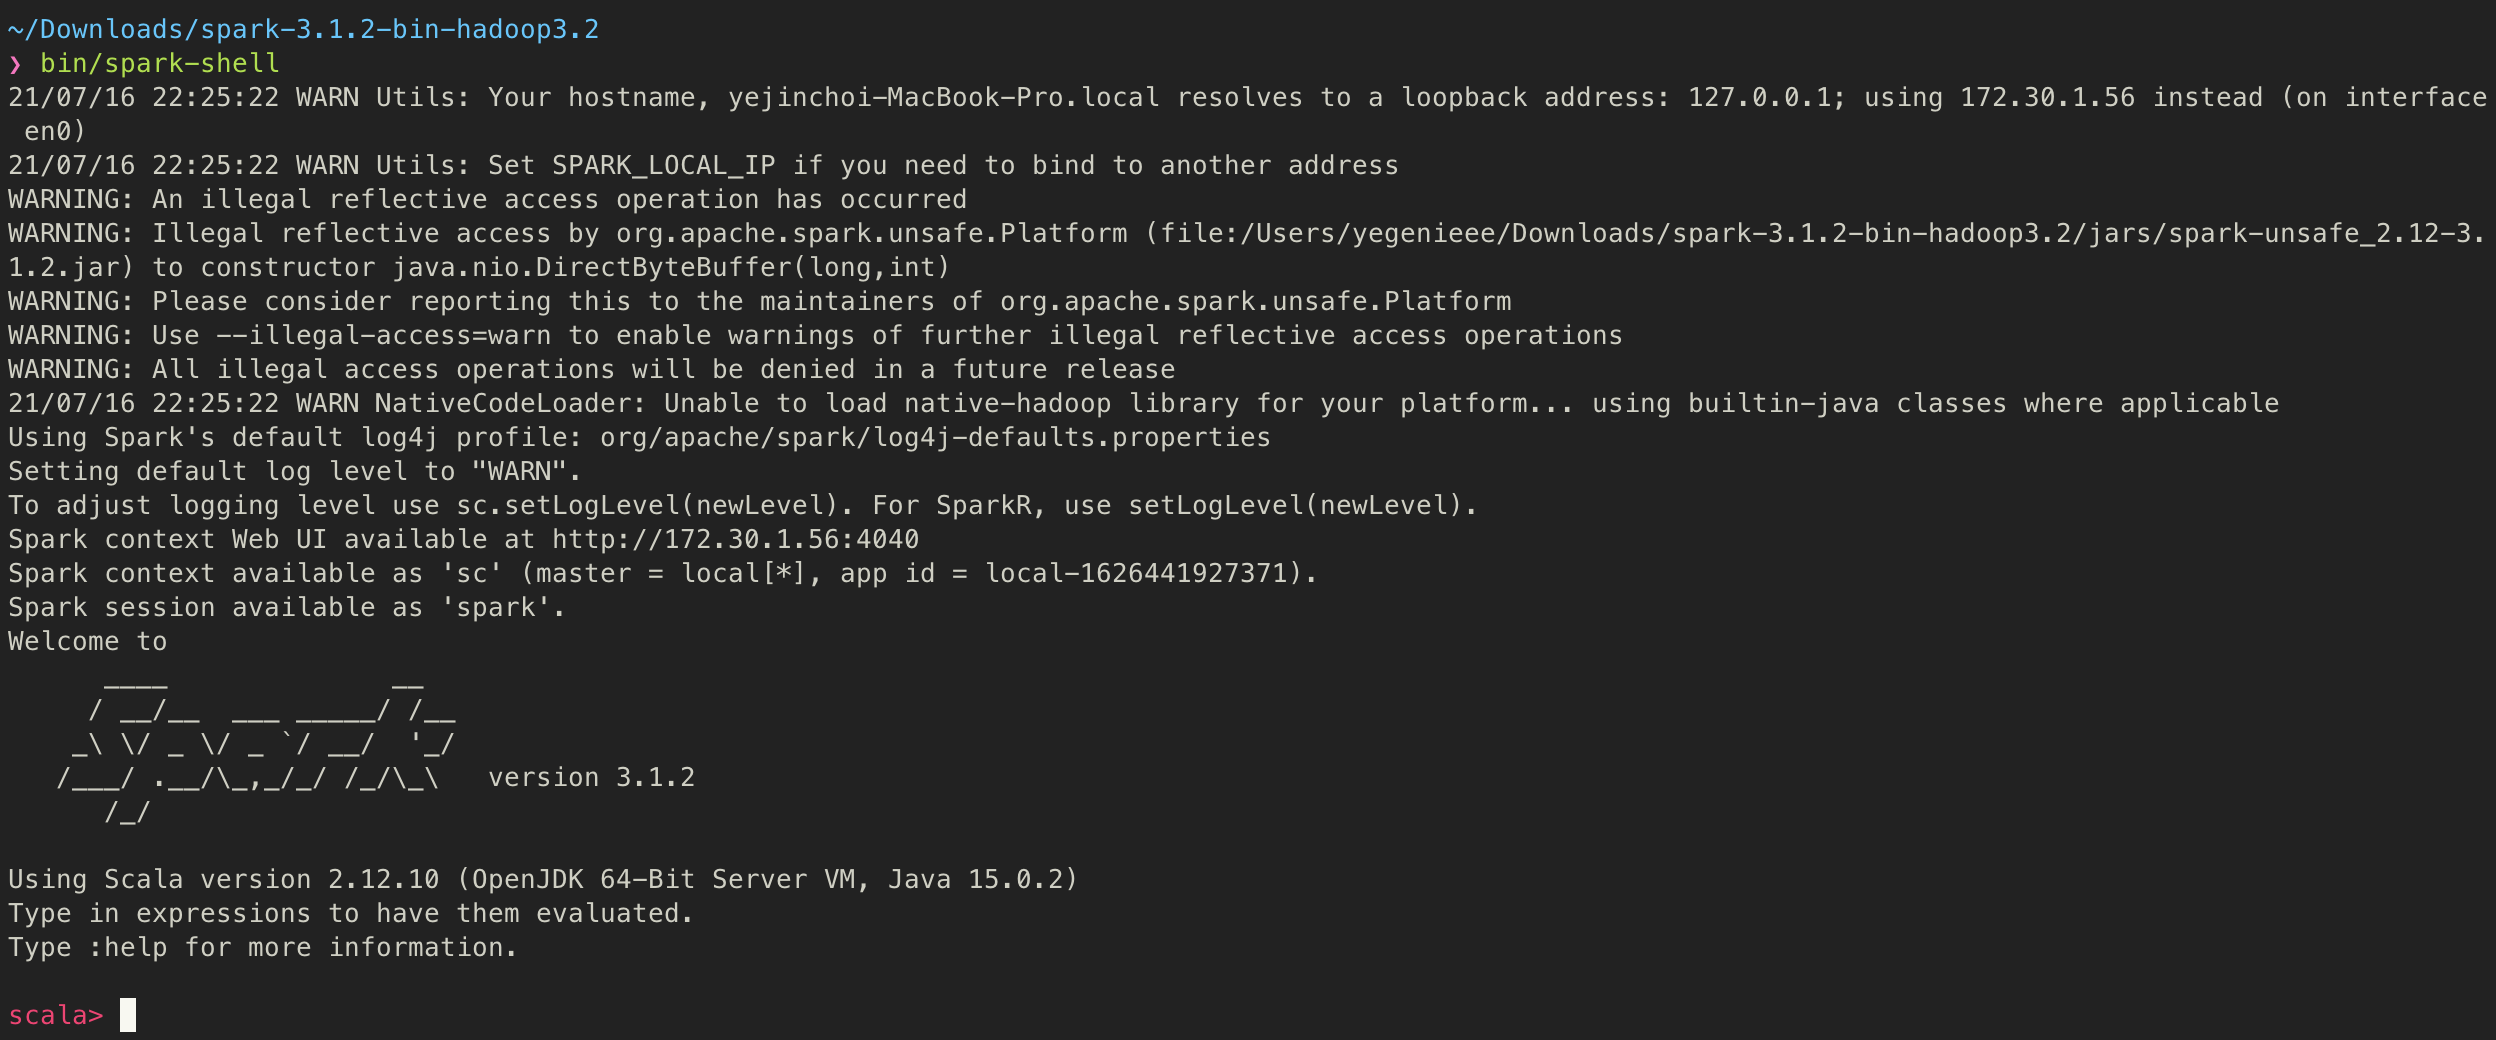 ~/Downloads/spark-3.1.2-bin-hadoop3.2
❯ bin/spark-shell
21/07/16 22:25:22 WARN Utils: Your hostname, yejinchoi-MacBook-Pro.local resolves to a loopback address: 127.0.0.1; using 172.30.1.56 instead (on interface
 en0)
21/07/16 22:25:22 WARN Utils: Set SPARK_LOCAL_IP if you need to bind to another address
WARNING: An illegal reflective access operation has occurred
WARNING: Illegal reflective access by org.apache.spark.unsafe.Platform (file:/Users/yegenieee/Downloads/spark-3.1.2-bin-hadoop3.2/jars/spark-unsafe_2.12-3.
1.2.jar) to constructor java.nio.DirectByteBuffer(long,int)
WARNING: Please consider reporting this to the maintainers of org.apache.spark.unsafe.Platform
WARNING: Use --illegal-access=warn to enable warnings of further illegal reflective access operations
WARNING: All illegal access operations will be denied in a future release
21/07/16 22:25:22 WARN NativeCodeLoader: Unable to load native-hadoop library for your platform... using builtin-java classes where applicable
Using Spark's default log4j profile: org/apache/spark/log4j-defaults.properties
Setting default log level to "WARN".
To adjust logging level use sc.setLogLevel(newLevel). For SparkR, use setLogLevel(newLevel).
Spark context Web UI available at http://172.30.1.56:4040
Spark context available as 'sc' (master = local[*], app id = local-1626441927371).
Spark session available as 'spark'.
Welcome to
      ____              __
     / __/__  ___ _____/ /__
    _\ \/ _ \/ _ `/ __/  '_/
   /___/ .__/\_,_/_/ /_/\_\   version 3.1.2
      /_/
Using Scala version 2.12.10 (OpenJDK 64-Bit Server VM, Java 15.0.2)
Type in expressions to have them evaluated.
Type :help for more information.
scala>